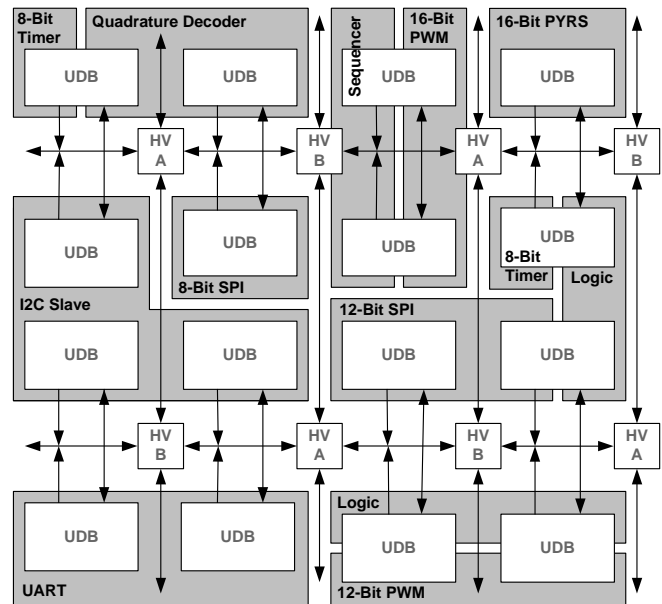 8-Bit
Timer
Quadrature Decoder
Sequencer
16-Bit
PWM
16-Bit PYRS
UDB
UDB
UDB
UDB
HV
A
HV
B
HV
A
HV
B
UDB
UDB
UDB
UDB
8-Bit SPI
8-Bit
Timer
Logic
I2C Slave
12-Bit SPI
UDB
UDB
UDB
UDB
HV
B
HV
A
HV
B
HV
A
Logic
UDB
UDB
UDB
UDB
UART
12-Bit PWM